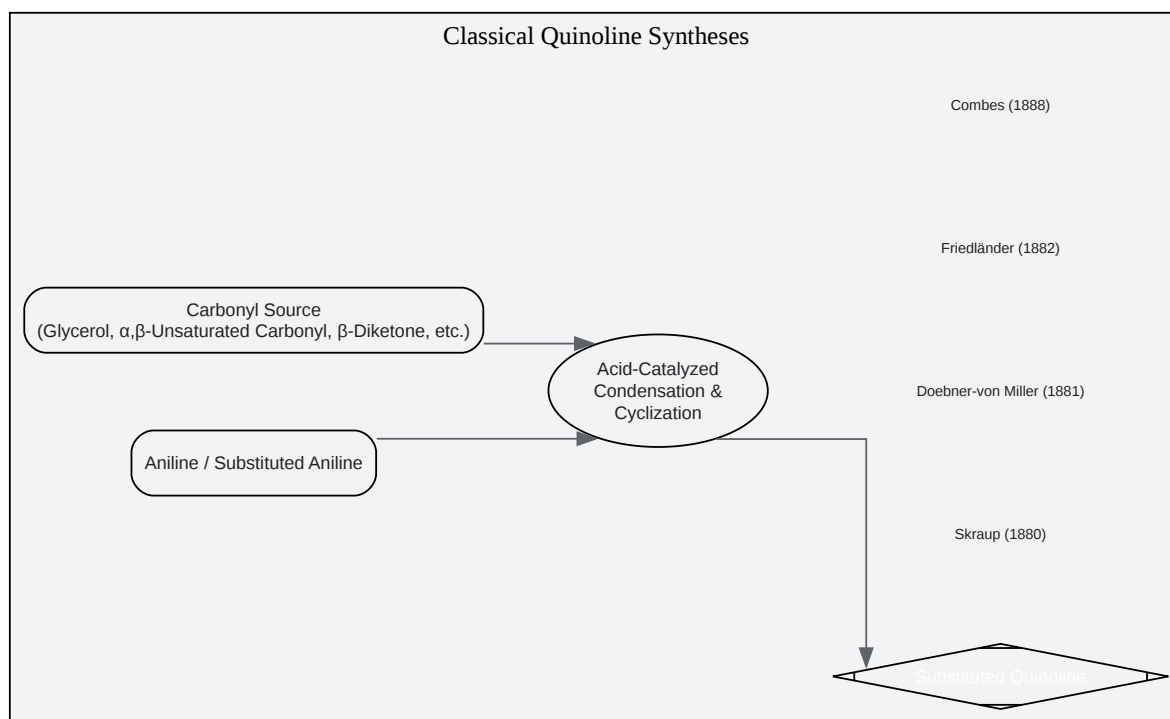 Classical Quinoline Syntheses
Combes (1888)
Friedländer (1882)
Carbonyl Source
(Glycerol, α,β-Unsaturated Carbonyl, β-Diketone, etc.)
Acid-Catalyzed
Condensation &
Cyclization
Doebner-von Miller (1881)
Aniline / Substituted Aniline
Skraup (1880)
Substituted Quinoline